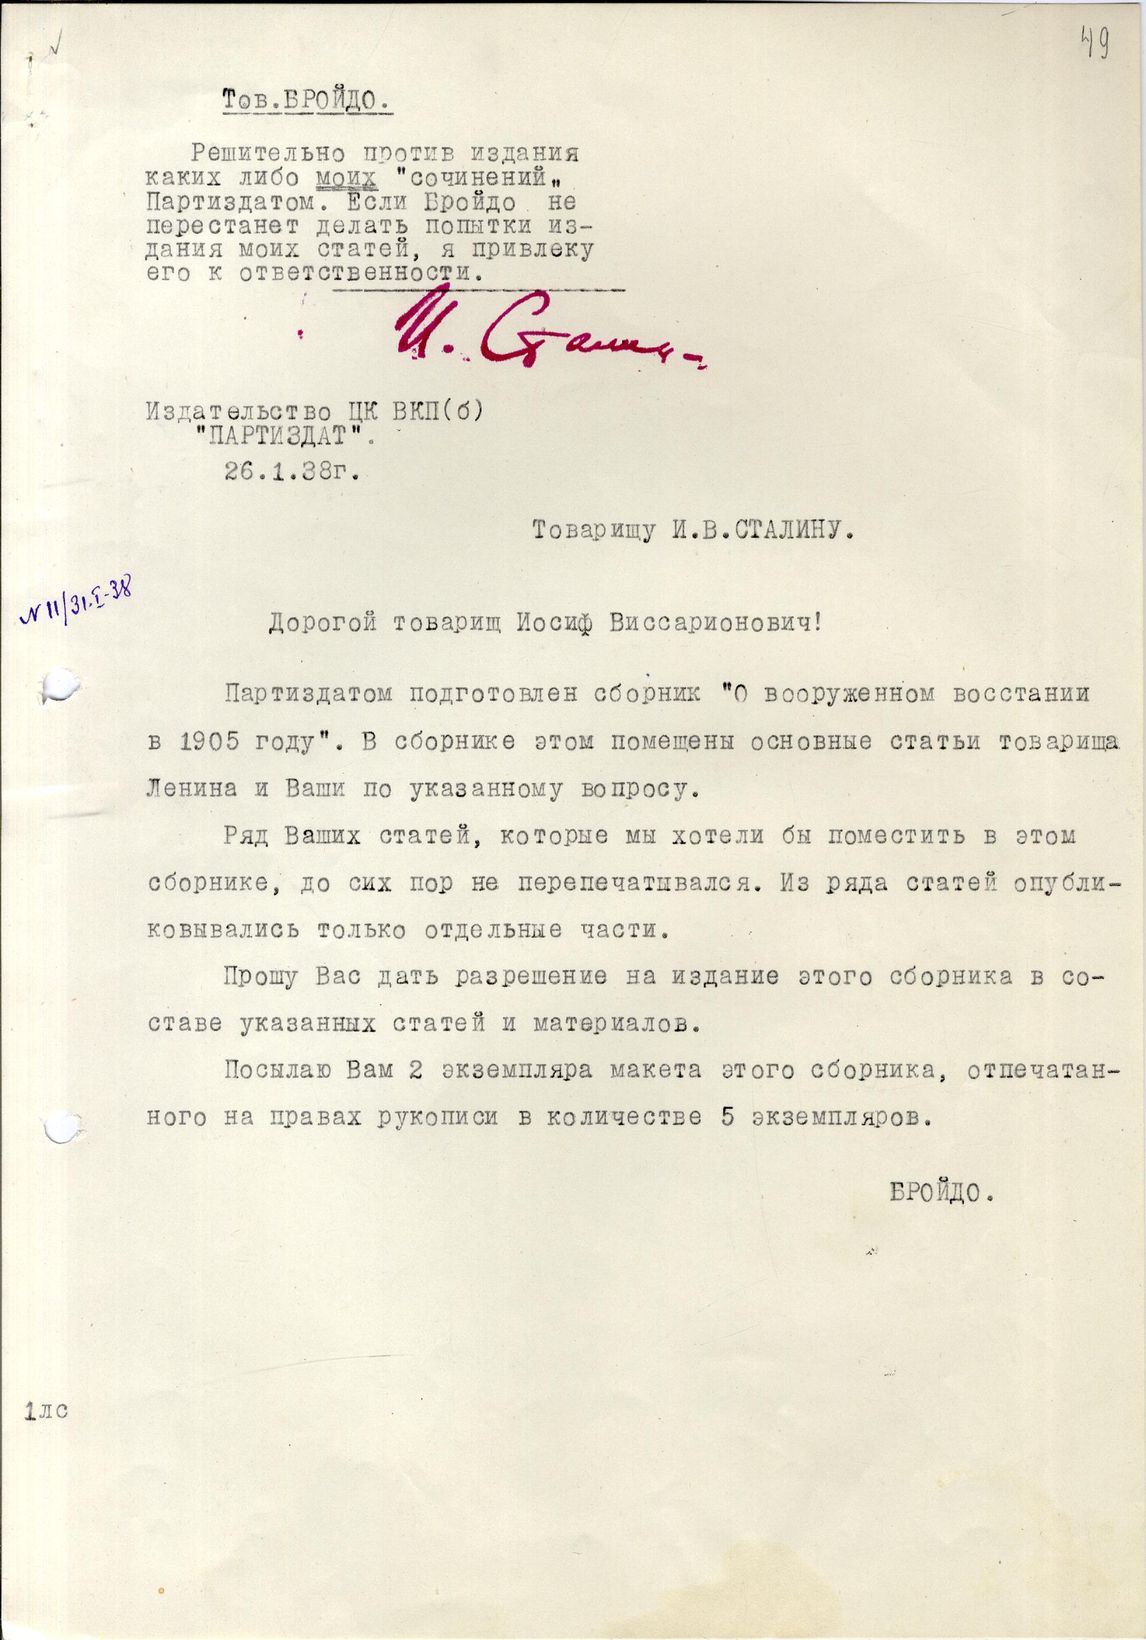 49
Тов.БРОЙДО.
Решительно против издания
каких либо моих "сочинений„
Партиздатом. Если Бройдо не
перестанет делать попытки из-
дания моих статей, я привлеку
его к ответственности.
И. Сталин
Издательство ЦК ВКП(б)
"ПАРТИЗДАТ".
26.1.38г.
Товарищу И.В.СТАЛИНУ.
N 11/31.I-38
Дорогой товарищ Иосиф Виссарионович!
Партиздатом подготовлен сборник "О вооруженном восстании
в 1905 году". В сборнике этом помещены основные статьи товарища
Ленина и Ваши по указанному вопросу.
Ряд Ваших статей, которые мы хотели бы поместить в этом
сборнике, до сих пор не перепечатывался. Из ряда статей опубли-
ковывались только отдельные части.
Прошу Вас дать разрешение на издание этого сборника в со-
ставе указанных статей и материалов.
Посылаю Вам 2 экземпляра макета этого сборника, отпечатан-
ного на правах рукописи в количестве 5 экземпляров.
БРОЙДО.
1лс